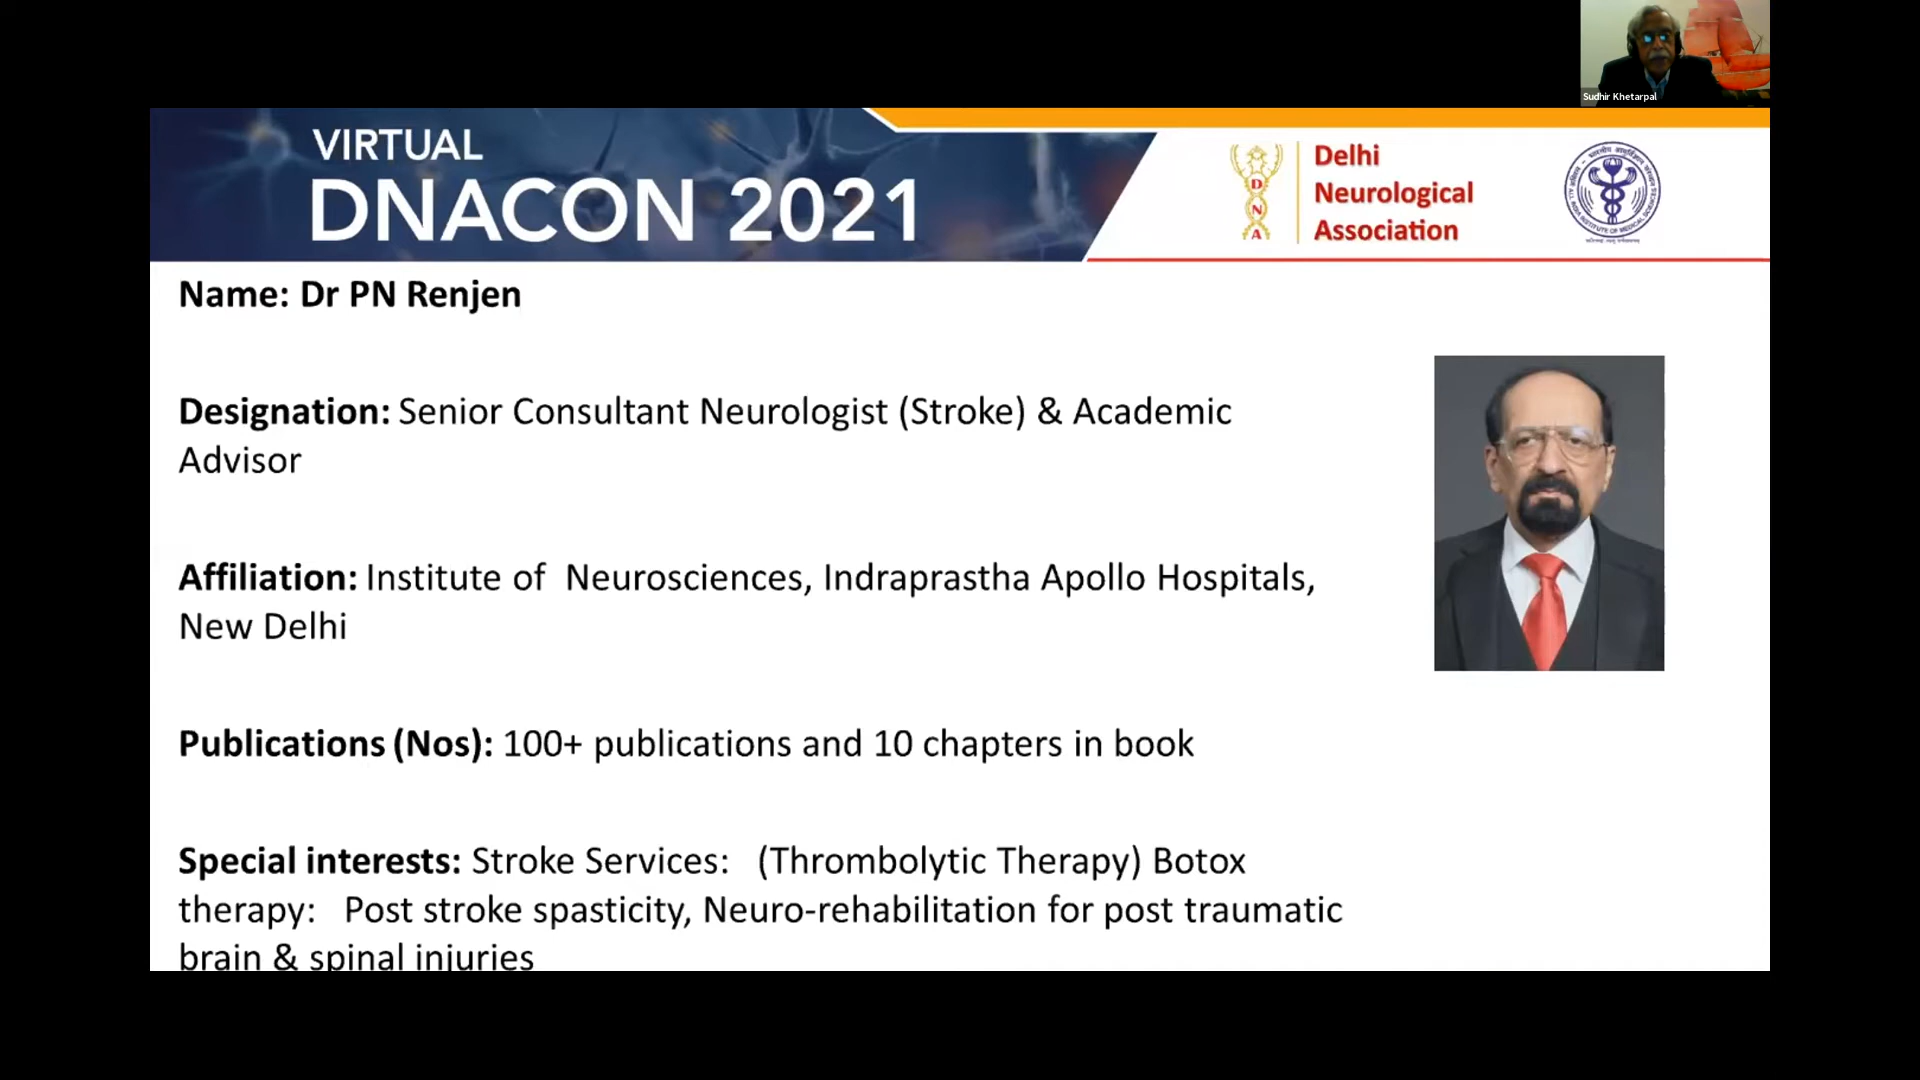 Sudhir Khetarpal
VIRTUAL
DNACON 2021
D
N
A
Delhi
Neurological
Association
Name: Dr PN Renjen
Designation: Senior Consultant Neurologist (Stroke) & Academic
Advisor
Affiliation: Institute of  Neurosciences, Indraprastha Apollo Hospitals,
New Delhi
Publications (Nos): 100+ publications and 10 chapters in book
Special interests: Stroke Services:   (Thrombolytic Therapy) Botox
therapy:   Post stroke spasticity, Neuro-rehabilitation for post traumatic
brain & spinal injuries